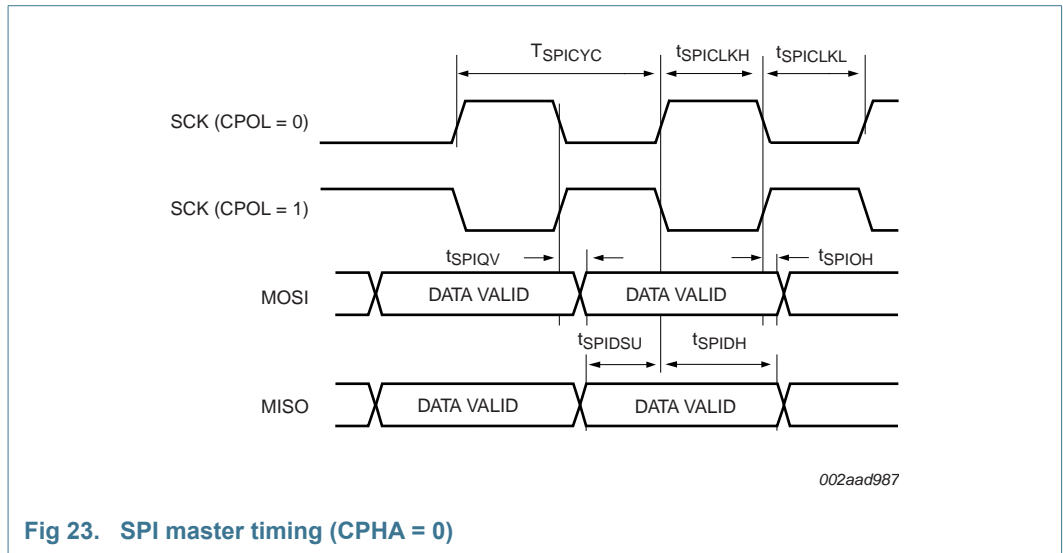 TSPICYC tSPICLKH tSPICLKL
SCK (CPOL = 0)
SCK (CPOL = 1)
tSPIQV tSPIOH
MOSI DATA VALID DATA VALID
tSPIDSU tSPIDH
MISO DATA VALID DATA VALID
002aad987
Fig 23. SPI master timing (CPHA = 0)